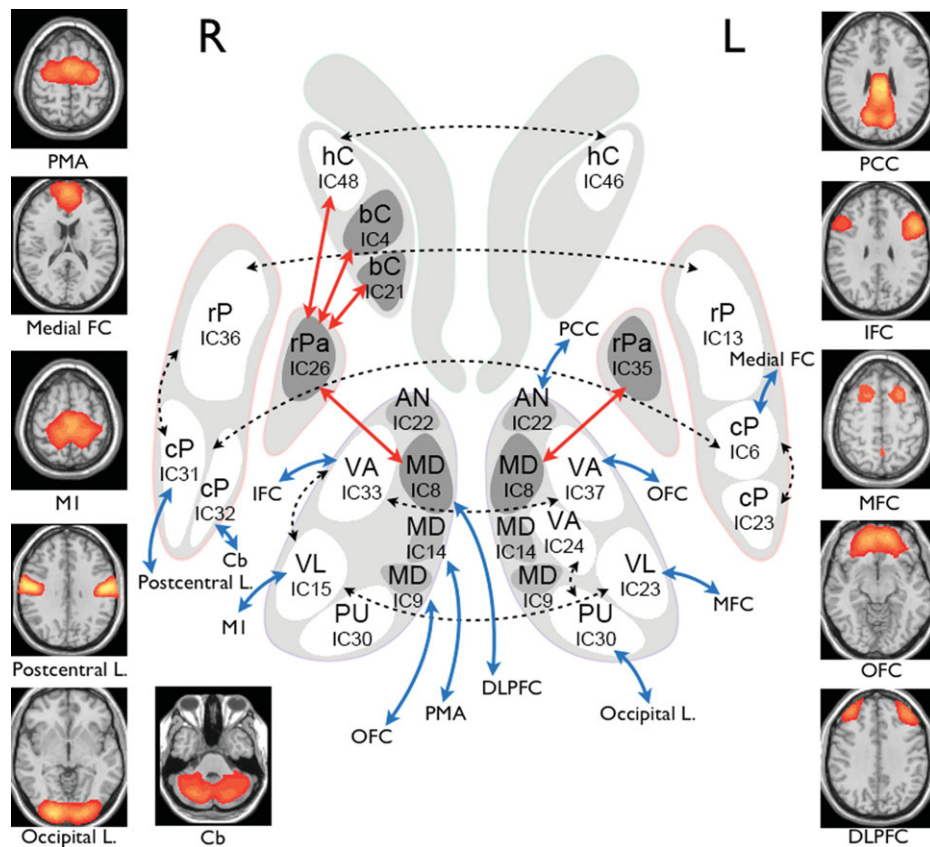 R
L
PMA
Medial FC
MI
Postcentral L.
Occipital L.
Cb
hC
IC48
bC
IC4
bC
IC21
rP
IC36
rPa
IC26
cP
IC31
cP
IC32
Postcentral L.
Cb
AN
IC22
IFC
VA
IC33
MD
IC8
MD
IC14
MD
IC9
VL
IC15
PU
IC30
MI
OFC
PMA
DLPFC
hC
IC46
PCC
rPa
IC35
rP
IC13
Medial FC
cP
IC6
cP
IC23
AN
IC22
MD
IC8
VA
IC37
OFC
VA
IC24
MD
IC14
MD
IC9
VL
IC23
PU
IC30
MFC
Occipital L.
PCC
IFC
MFC
OFC
DLPFC